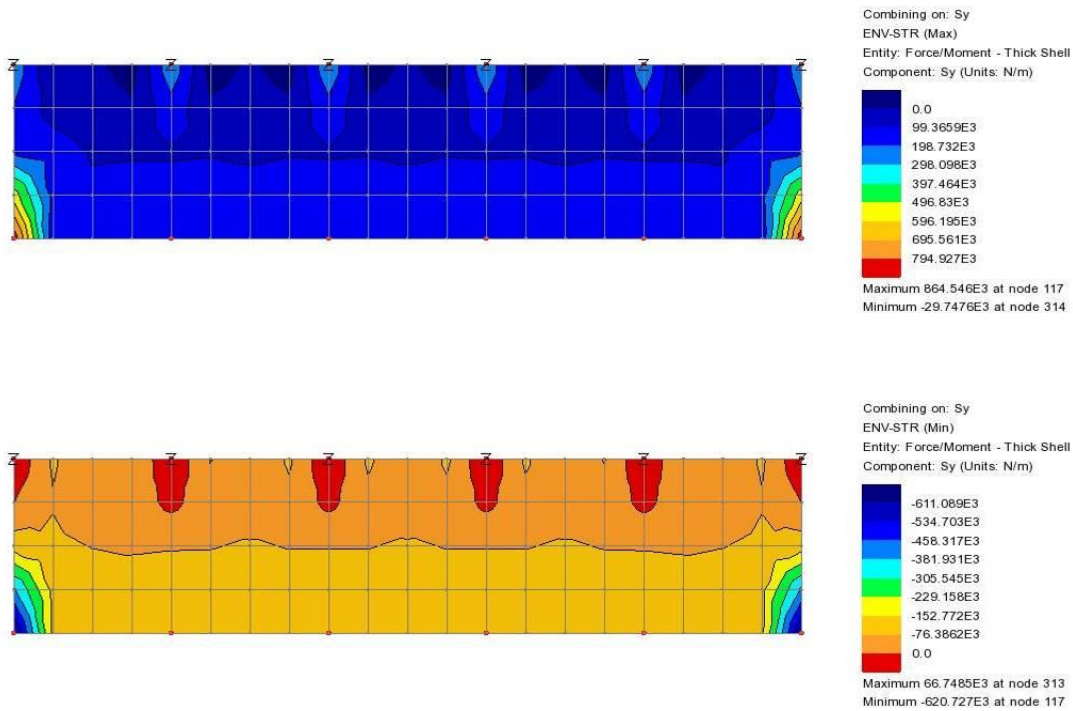 Combining on: Sy
ENV-STR (Max)
Entity: Force/Moment - Thick Shell
Component: Sy (Units: N/m)
0.0
99.3659E3
198.732E3
298.098E3
397.464E3
496.83E3
596.195E3
695.561E3
794.927E3
Maximum 864.546E3 at node 117
Minimum -29.7476E3 at node 314
Z Z Z Z Z Z
Combining on: Sy
ENV-STR (Min)
Entity: Force/Moment - Thick Shell
Component: Sy (Units: N/m)
-611.089E3
-534.703E3
-458.317E3
-381.931E3
-305.545E3
-229.158E3
-152.772E3
-76.3862E3
0.0
Maximum 66.7485E3 at node 313
Minimum -620.727E3 at node 117
Z Z Z Z Z Z